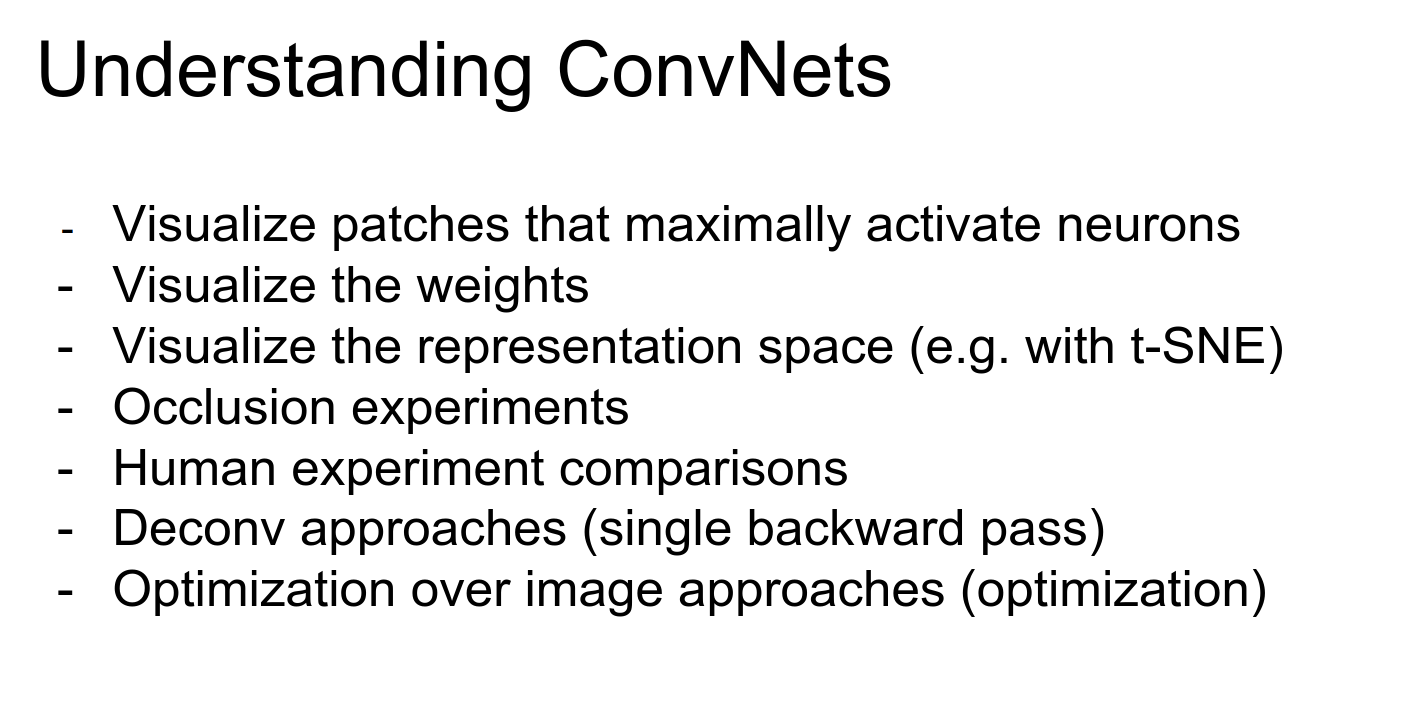 Understanding ConvNets
- Visualize patches that maximally activate neurons
- Visualize the weights
- Visualize the representation space (e.g. with t-SNE)
- Occlusion experiments
- Human experiment comparisons
- Deconv approaches (single backward pass)
- Optimization over image approaches (optimization)